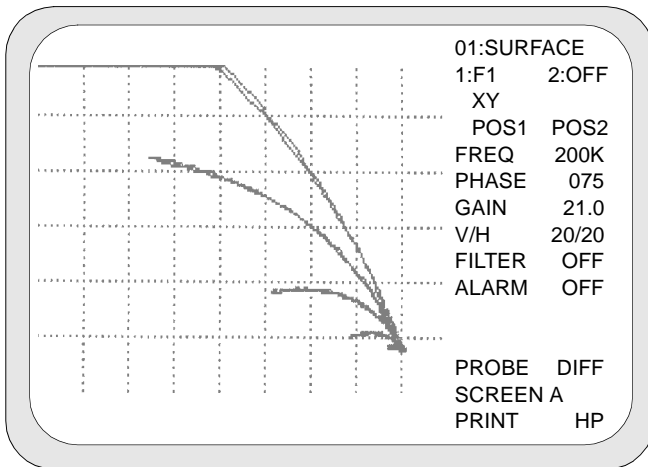 01:SURFACE
1:F1 2:OFF
XY
POS1 POS2
FREQ 200K
PHASE 075
GAIN 21.0
V/H 20/20
FILTER OFF
ALARM OFF
PROBE DIFF
SCREEN A
PRINT HP